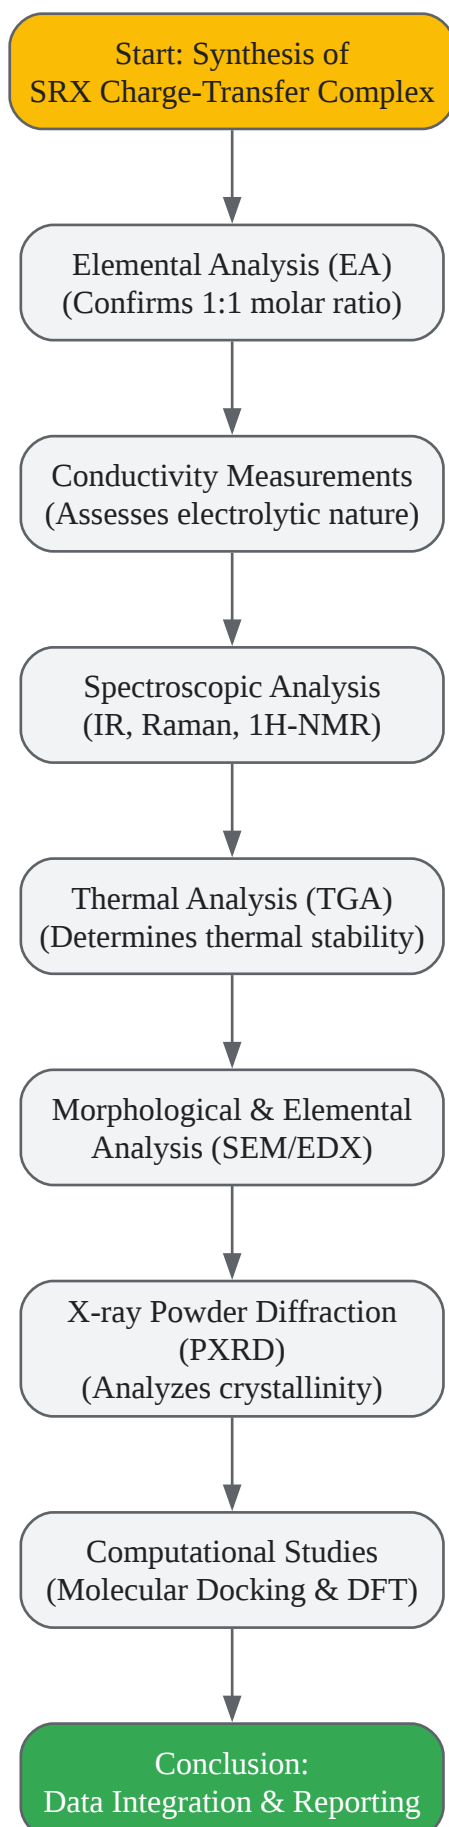 Start: Synthesis of
SRX Charge-Transfer Complex
Elemental Analysis (EA)
(Confirms 1:1 molar ratio)
Conductivity Measurements
(Assesses electrolytic nature)
Spectroscopic Analysis
(IR, Raman, 1H-NMR)
Thermal Analysis (TGA)
(Determines thermal stability)
Morphological & Elemental
Analysis (SEM/EDX)
X-ray Powder Diffraction
(PXRD)
(Analyzes crystallinity)
Computational Studies
(Molecular Docking & DFT)
Conclusion:
Data Integration & Reporting